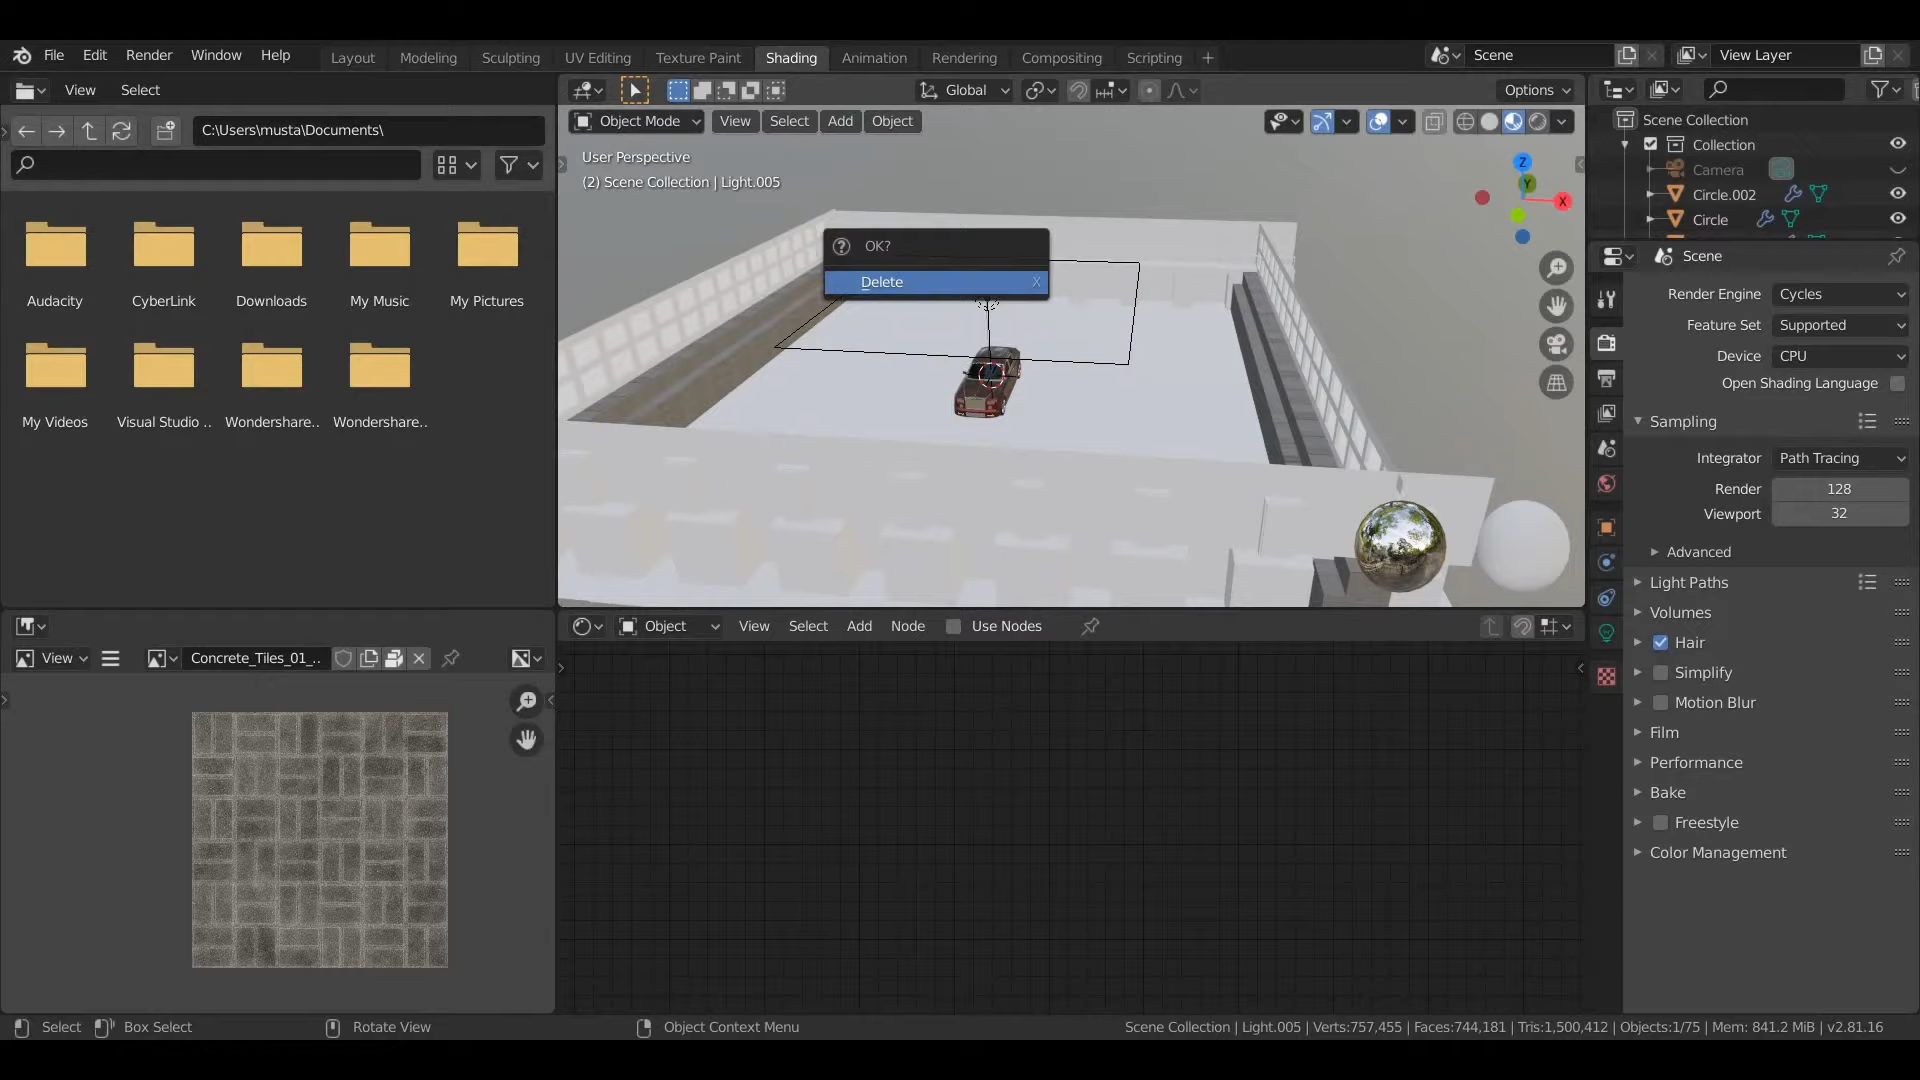 File Edit Render Window Help Layout Modeling Sculpting UV Editing Texture Paint Shading Animation Rendering Compositing Scripting + Scene View Layer
View Select
Global
Options
C:\Users\musta\Documents\
Object Mode View Select Add Object
User Perspective
(2) Scene Collection | Light.005
Z
Y
X
OK?
Delete X
Audacity CyberLink Downloads My Music My Pictures
My Videos Visual Studio .. Wondershare.. Wondershare..
Scene Collection
Collection
Camera
Circle.002
Circle
Scene
Render Engine Cycles
Feature Set Supported
Device CPU
Open Shading Language
Sampling
Integrator Path Tracing
Render 128
Viewport 32
Advanced
Light Paths
Volumes
Hair
Simplify
Motion Blur
Film
Performance
Bake
Freestyle
Color Management
Object View Select Add Node Use Nodes
View Concrete_Tiles_01_..
Select Box Select Rotate View Object Context Menu
Scene Collection | Light.005 | Verts:757,455 | Faces:744,181 | Tris:1,500,412 | Objects:1/75 | Mem: 841.2 MiB | v2.81.16